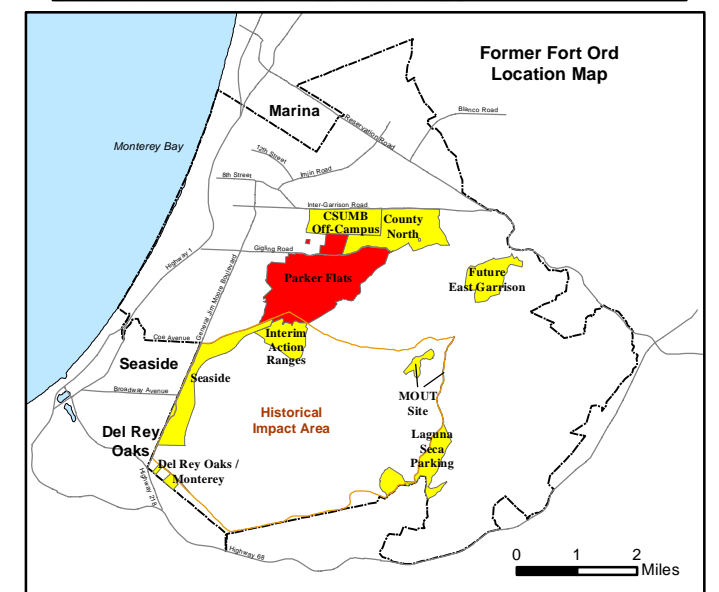 Former Fort Ord
Location Map
Marina
Blanco Road
Reservation Road
Monterey Bay
12th Street
Imjin Road
8th Street
Inter-Garrison Road
CSUMB
Off-Campus
County
North
Gigling Road
Highway 1
General Jim Moore Boulevard
Parker Flats
Future
East Garrison
Coe Avenue
Interim
Action
Ranges
Seaside
Seaside
Broadway Avenue
MOUT
Site
Historical
Impact Area
Del Rey
Oaks
Laguna
Seca
Parking
Del Rey Oaks /
Monterey
Highway 218
Highway 68
0 1 2
Miles